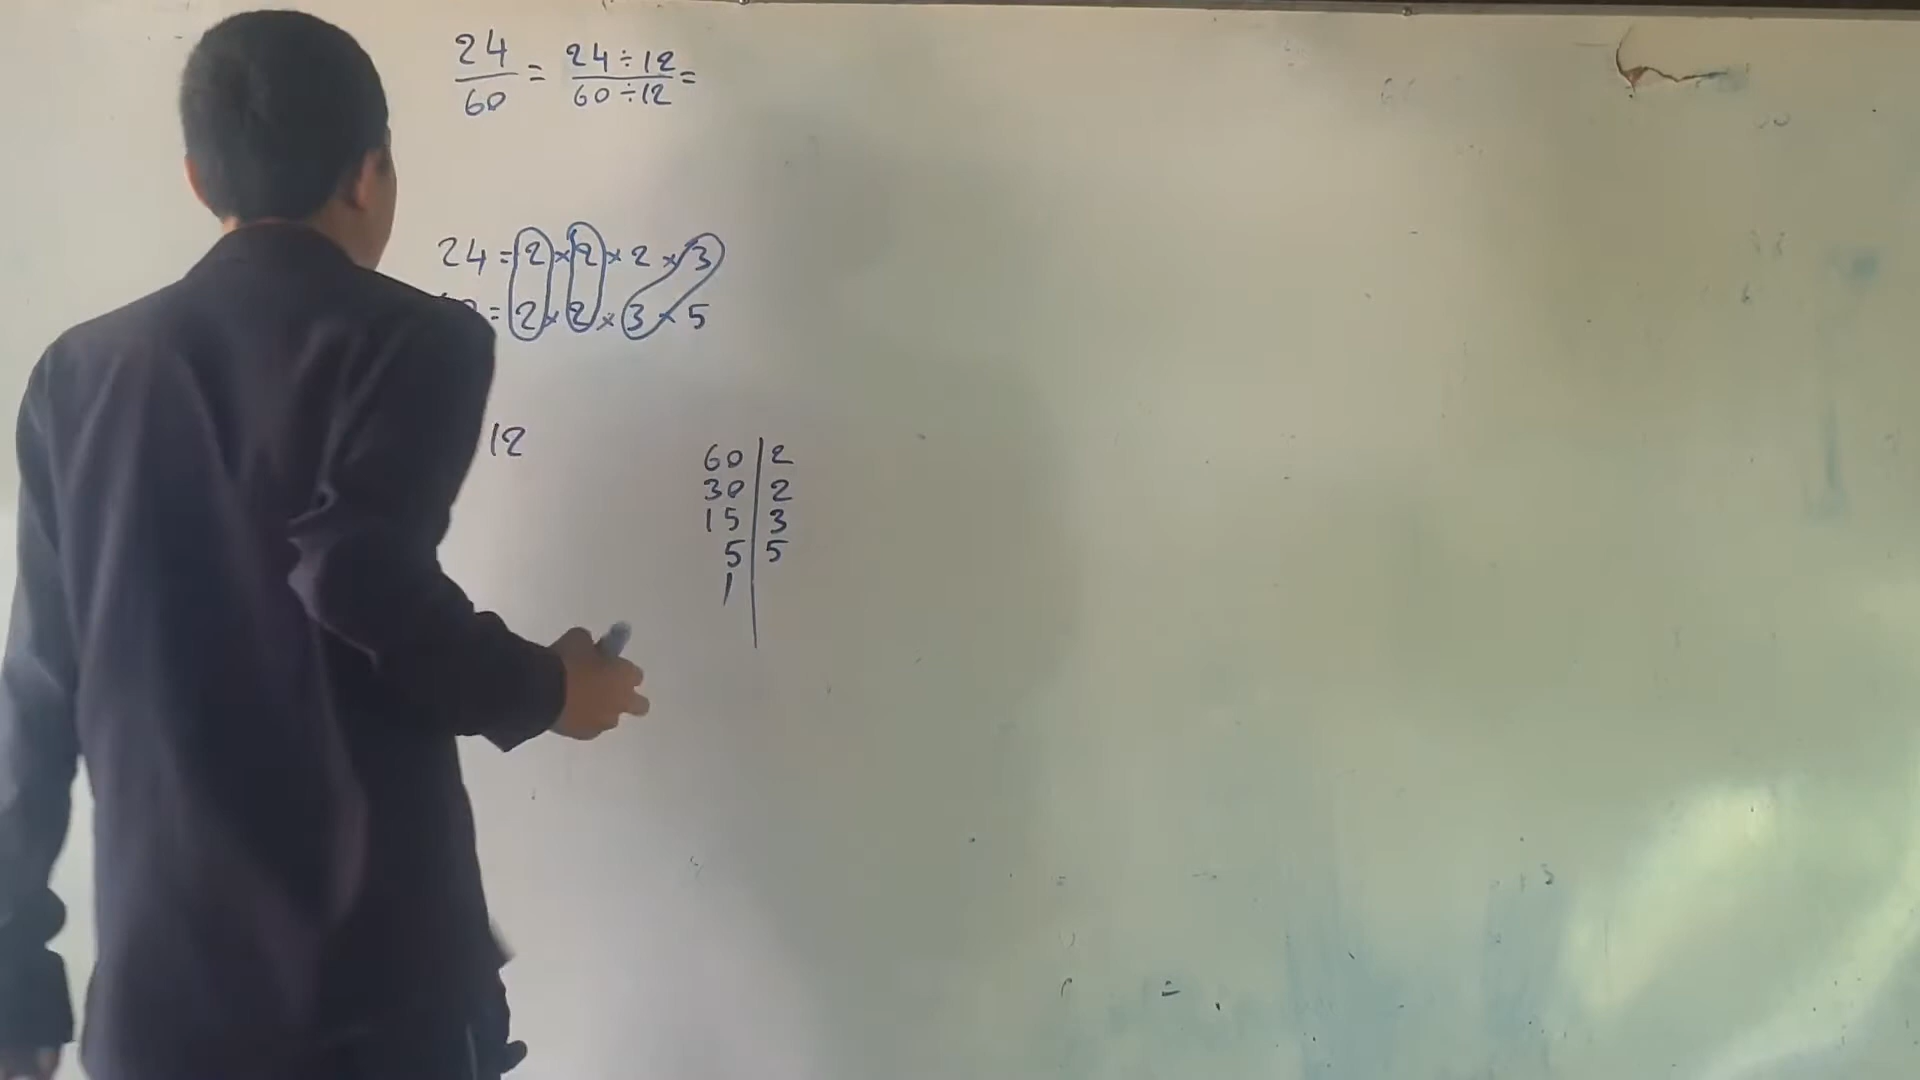 24/60 = 24÷12/60÷12 =
24 = 2 × 2 × 2 × 3
= 2 × 2 × 3 × 5
12
60 | 2
30 | 2
15 | 3
5 | 5
1 |